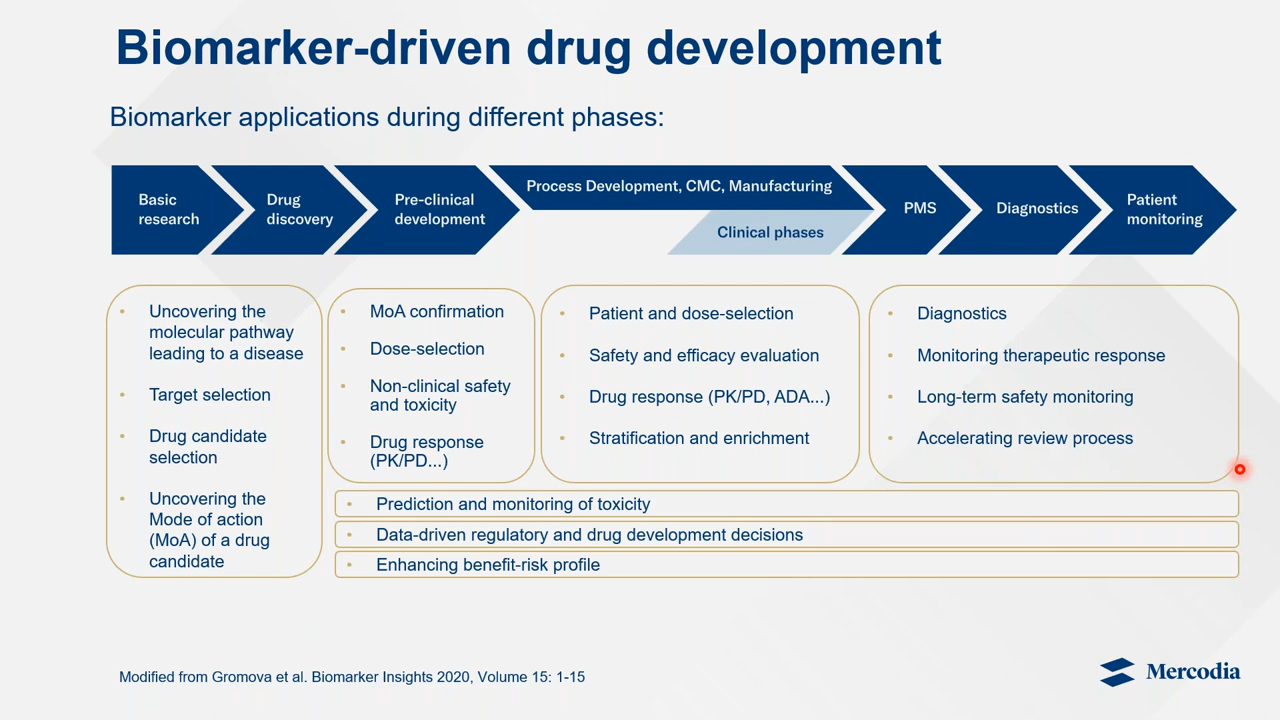 Biomarker-driven drug development
Biomarker applications during different phases:
Basic
research
Drug
discovery
Pre-clinical
development
Process Development, CMC, Manufacturing
Clinical phases
PMS
Diagnostics
Patient
monitoring
• Uncovering the
molecular pathway
leading to a disease
• Target selection
• Drug candidate
selection
• Uncovering the
Mode of action
(MoA) of a drug
candidate
• MoA confirmation
• Dose-selection
• Non-clinical safety
and toxicity
• Drug response
(PK/PD...)
• Patient and dose-selection
• Safety and efficacy evaluation
• Drug response (PK/PD, ADA...)
• Stratification and enrichment
• Diagnostics
• Monitoring therapeutic response
• Long-term safety monitoring
• Accelerating review process
• Prediction and monitoring of toxicity
• Data-driven regulatory and drug development decisions
• Enhancing benefit-risk profile
Modified from Gromova et al. Biomarker Insights 2020, Volume 15: 1-15
Mercodia